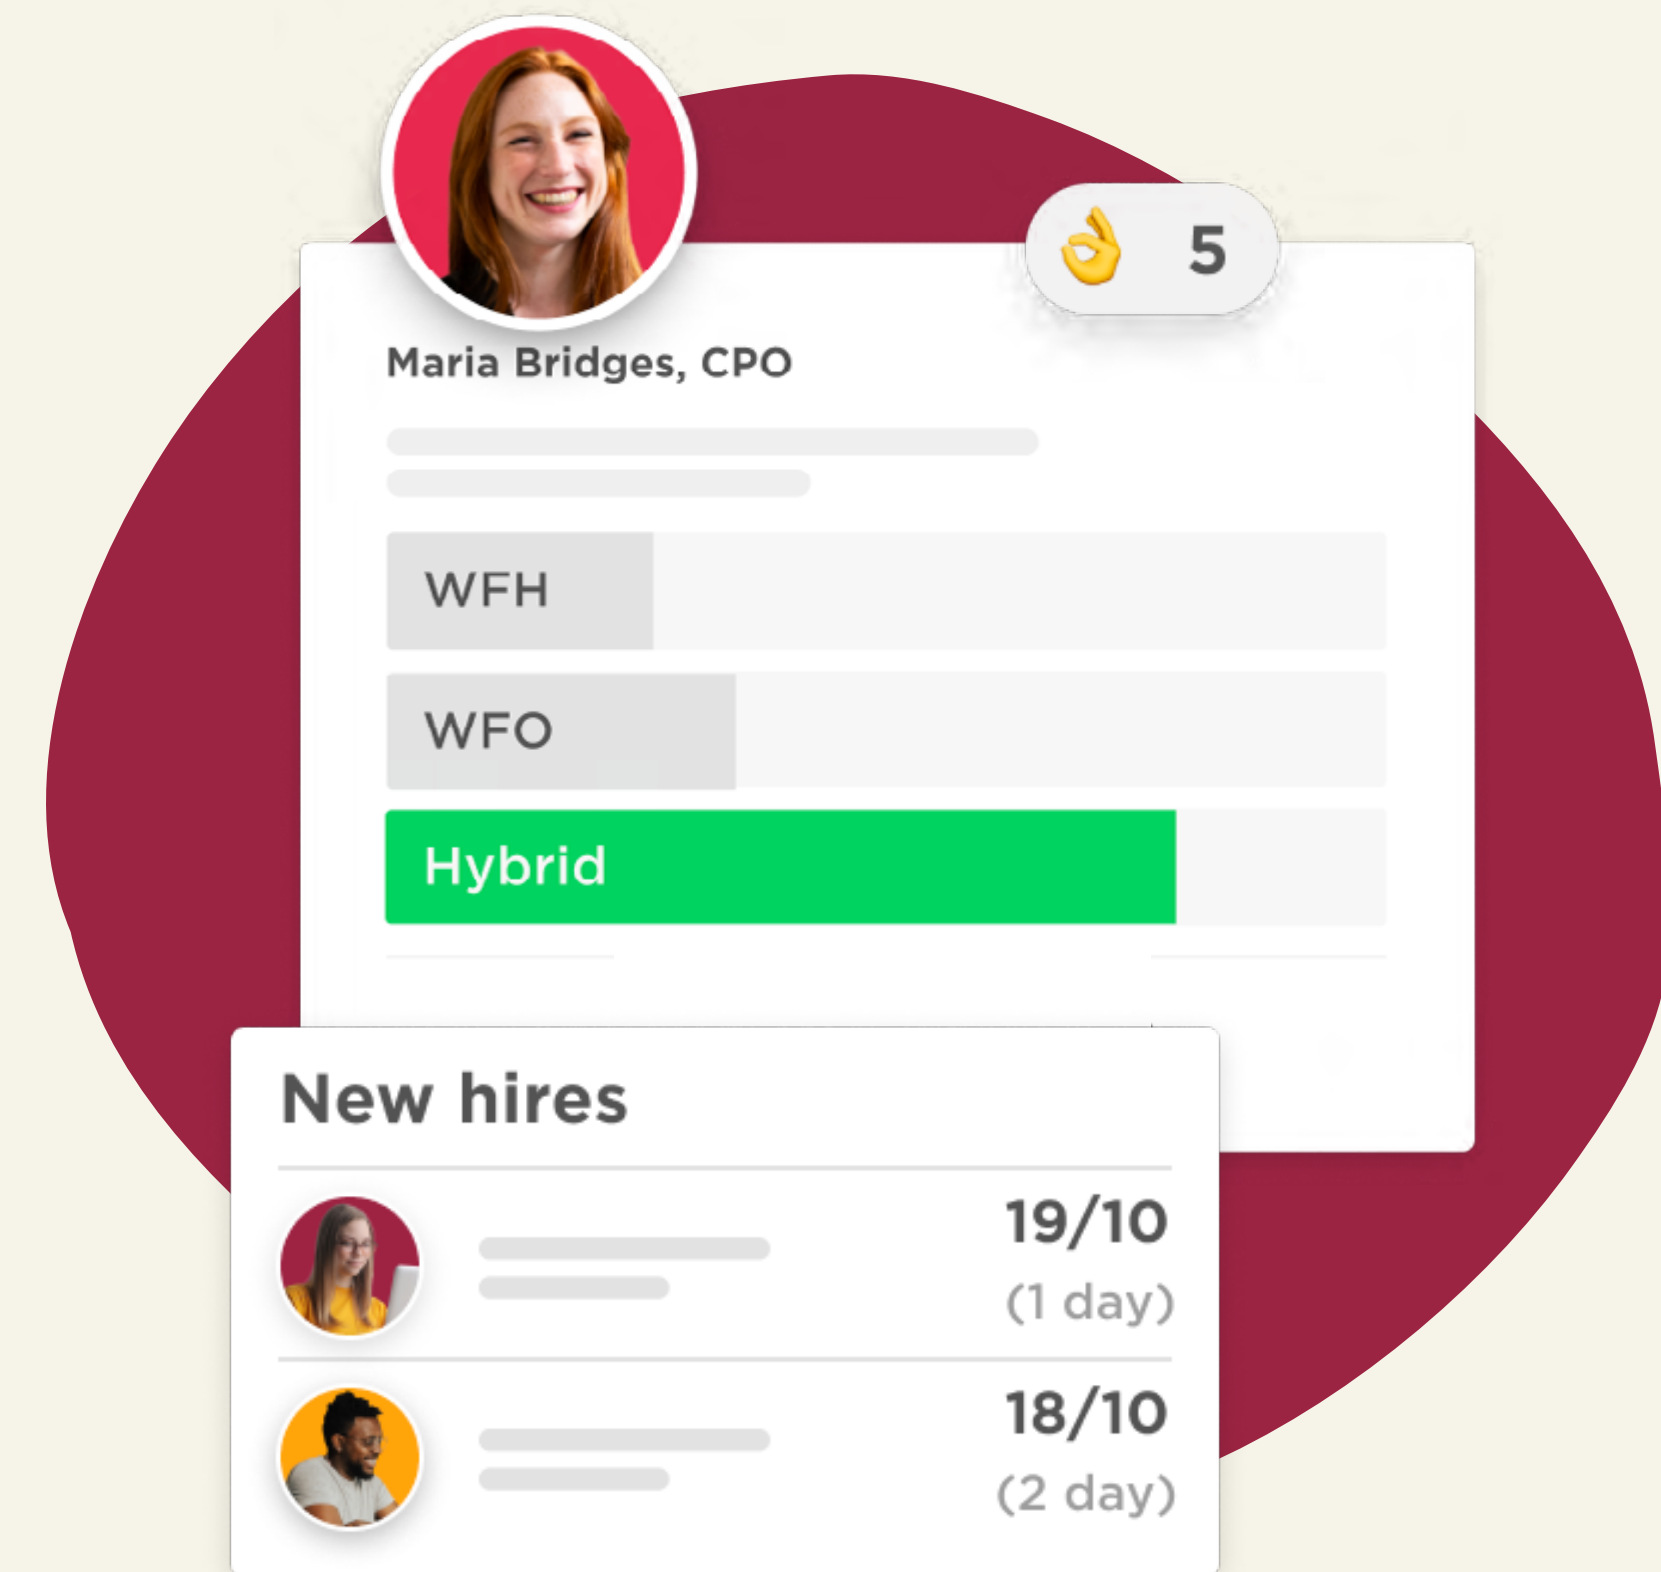 👌 5
Maria Bridges, CPO
WFH
WFO
Hybrid
New hires
19/10
(1 day)
18/10
(2 day)